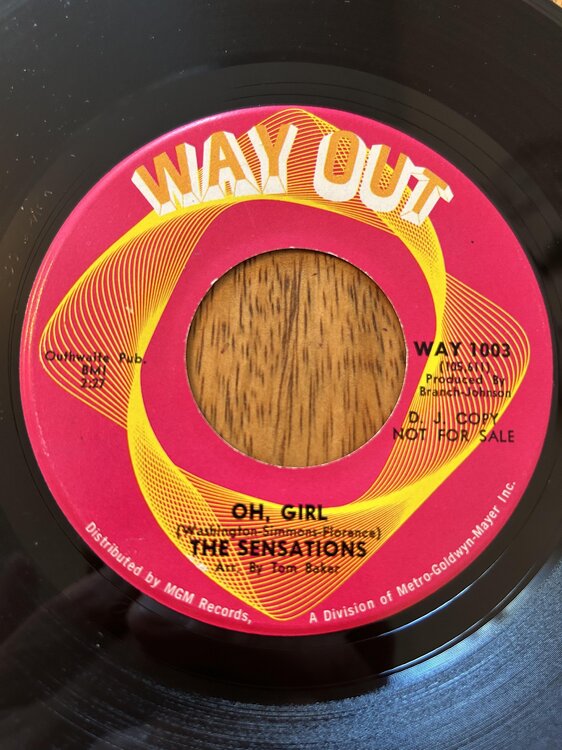 WAY OUT
Outhwaite Pub.
BMI
2:27
WAY 1003
(105,611)
Produced By
Branch-Johnson
D. J. COPY
NOT FOR SALE
OH, GIRL
(Washington-Simmons-Florence)
THE SENSATIONS
Arr. By Tom Baker
Distributed by MGM Records, A Division of Metro-Goldwyn-Mayer Inc.